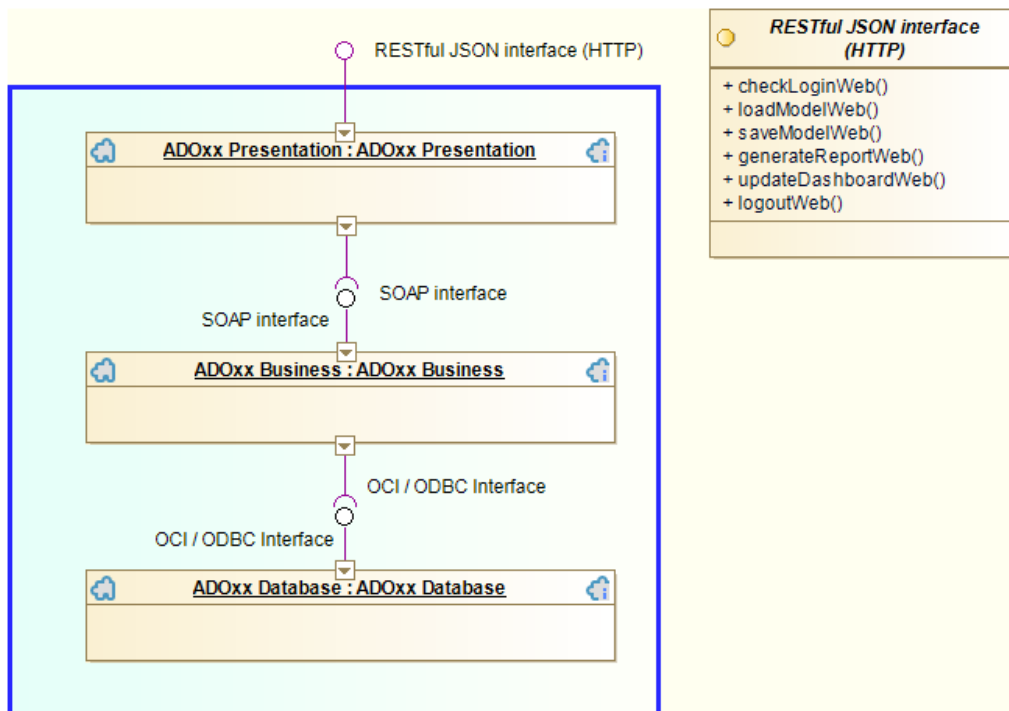 RESTful JSON interface (HTTP)
ADOxx Presentation : ADOxx Presentation
SOAP interface
SOAP interface
ADOxx Business : ADOxx Business
OCI / ODBC Interface
OCI / ODBC Interface
ADOxx Database : ADOxx Database
RESTful JSON interface
(HTTP)
+ checkLoginWeb()
+ loadModelWeb()
+ saveModelWeb()
+ generateReportWeb()
+ updateDashboardWeb()
+ logoutWeb()